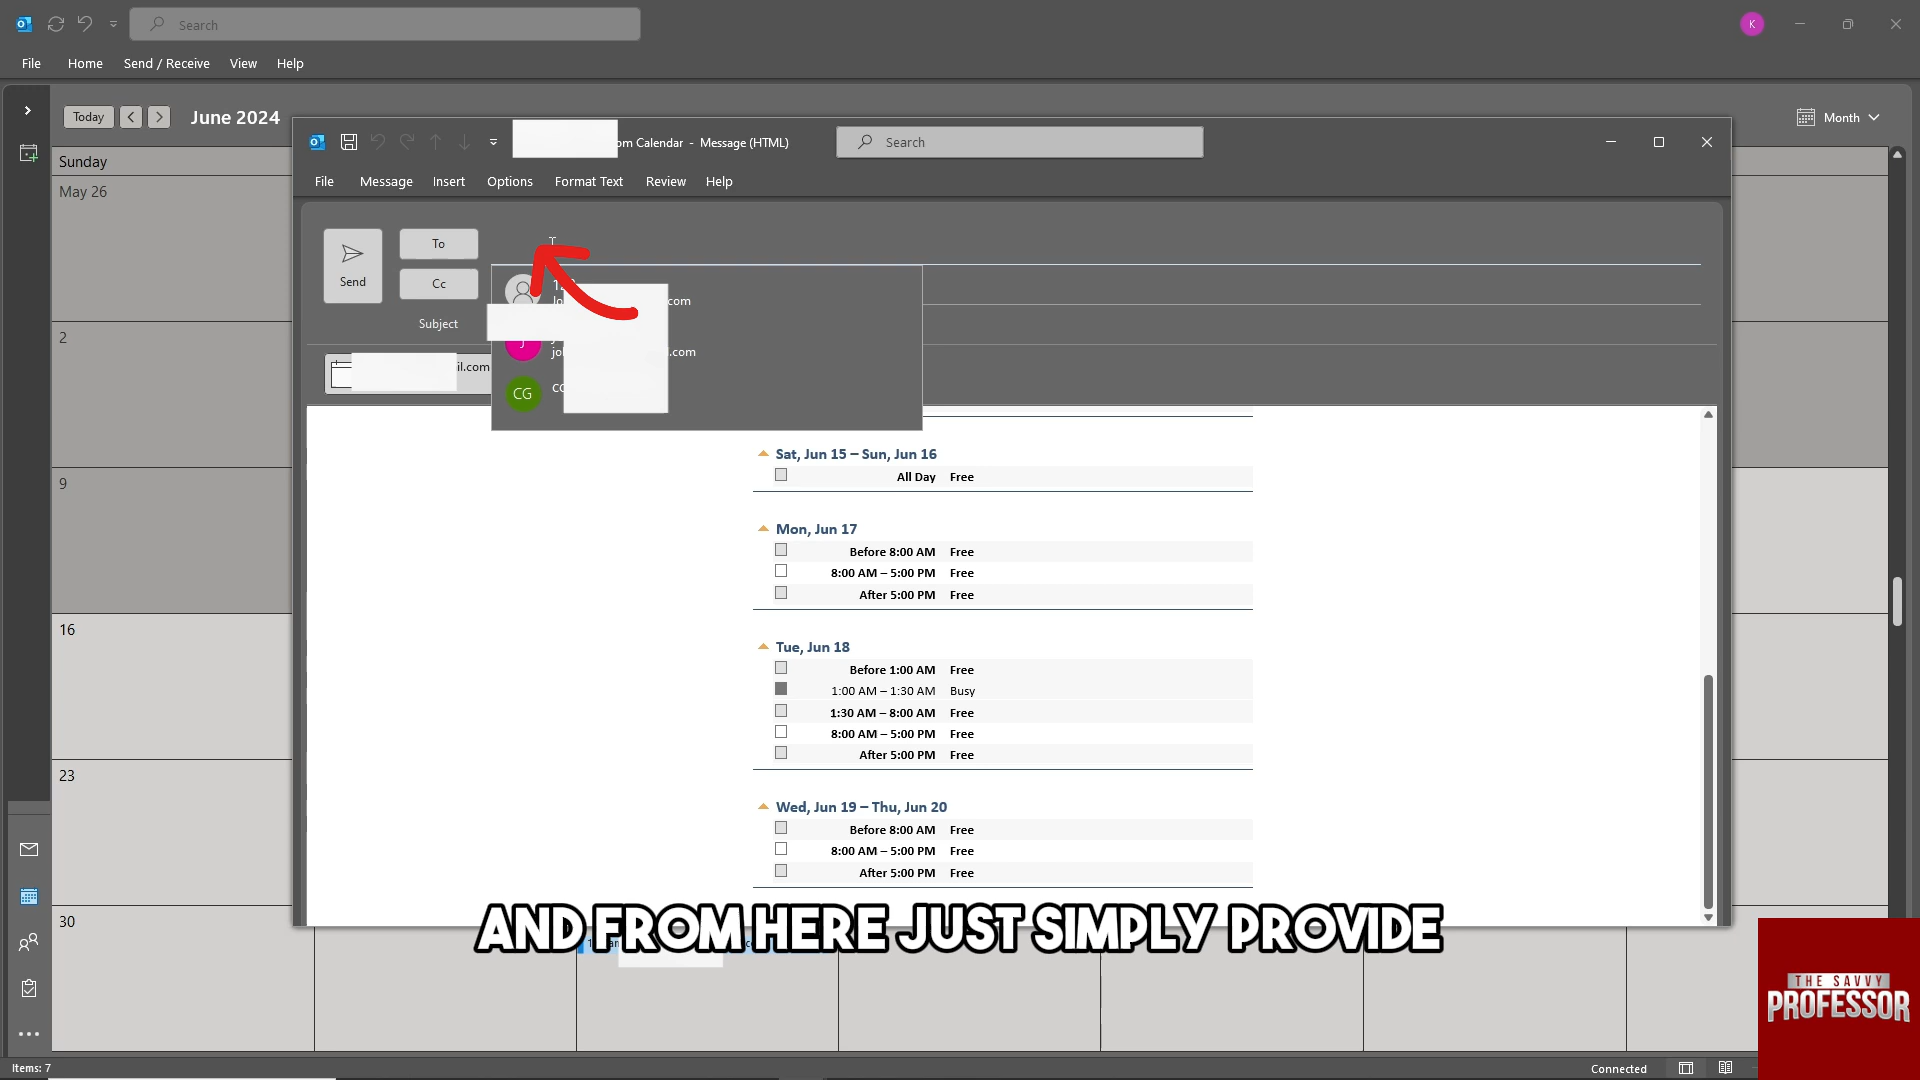 Search
K
File Home Send / Receive View Help
Today June 2024
Month
Sunday
May 26
2
9
16
23
30
om Calendar - Message (HTML)
Search
File Message Insert Options Format Text Review Help
Send
To
Cc
Subject
com
.com
CG
il.com
Sat, Jun 15 – Sun, Jun 16
All Day Free
Mon, Jun 17
Before 8:00 AM Free
8:00 AM – 5:00 PM Free
After 5:00 PM Free
Tue, Jun 18
Before 1:00 AM Free
1:00 AM – 1:30 AM Busy
1:30 AM – 8:00 AM Free
8:00 AM – 5:00 PM Free
After 5:00 PM Free
Wed, Jun 19 – Thu, Jun 20
Before 8:00 AM Free
8:00 AM – 5:00 PM Free
After 5:00 PM Free
AND FROM HERE JUST SIMPLY PROVIDE
THE SAVVY
PROFESSOR
Items: 7
Connected